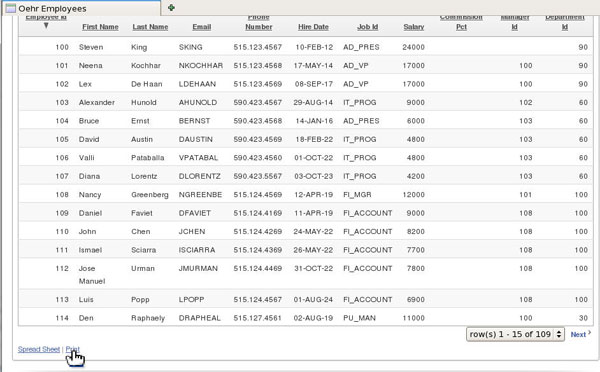 Oehr Employees
Employee Id First Name Last Name Email Phone Number Hire Date Job Id Salary Commission Pct Manager Id Department Id
100 Steven King SKING 515.123.4567 10-FEB-12 AD_PRES 24000 90
101 Neena Kochhar NKOCHHAR 515.123.4568 17-MAY-14 AD_VP 17000 100 90
102 Lex De Haan LDEHAAN 515.123.4569 08-SEP-17 AD_VP 17000 100 90
103 Alexander Hunold AHUNOLD 590.423.4567 29-AUG-14 IT_PROG 9000 102 60
104 Bruce Ernst BERNST 590.423.4568 14-JAN-16 AD_PRES 6000 103 60
105 David Austin DAUSTIN 590.423.4569 18-FEB-22 IT_PROG 4800 103 60
106 Valli Pataballa VPATABAL 590.423.4560 01-OCT-22 IT_PROG 4800 103 60
107 Diana Lorentz DLORENTZ 590.423.5567 03-OCT-23 IT_PROG 4200 103 60
108 Nancy Greenberg NGREENBE 515.124.4569 12-APR-19 FI_MGR 12000 101 100
109 Daniel Faviet DFAVIET 515.124.4169 11-APR-19 FI_ACCOUNT 9000 108 100
110 John Chen JCHEN 515.124.4269 24-MAY-22 FI_ACCOUNT 8200 108 100
111 Ismael Sciarra ISCIARRA 515.124.4369 26-MAY-22 FI_ACCOUNT 7700 108 100
112 Jose Manuel Urman JMURMAN 515.124.4469 31-OCT-22 FI_ACCOUNT 7800 108 100
113 Luis Popp LPOPP 515.124.4567 01-AUG-24 FI_ACCOUNT 6900 108 100
114 Den Raphaely DRAPHEAL 515.127.4561 02-AUG-19 PU_MAN 11000 100 30
row(s) 1 - 15 of 109 Next
Spread Sheet | Print